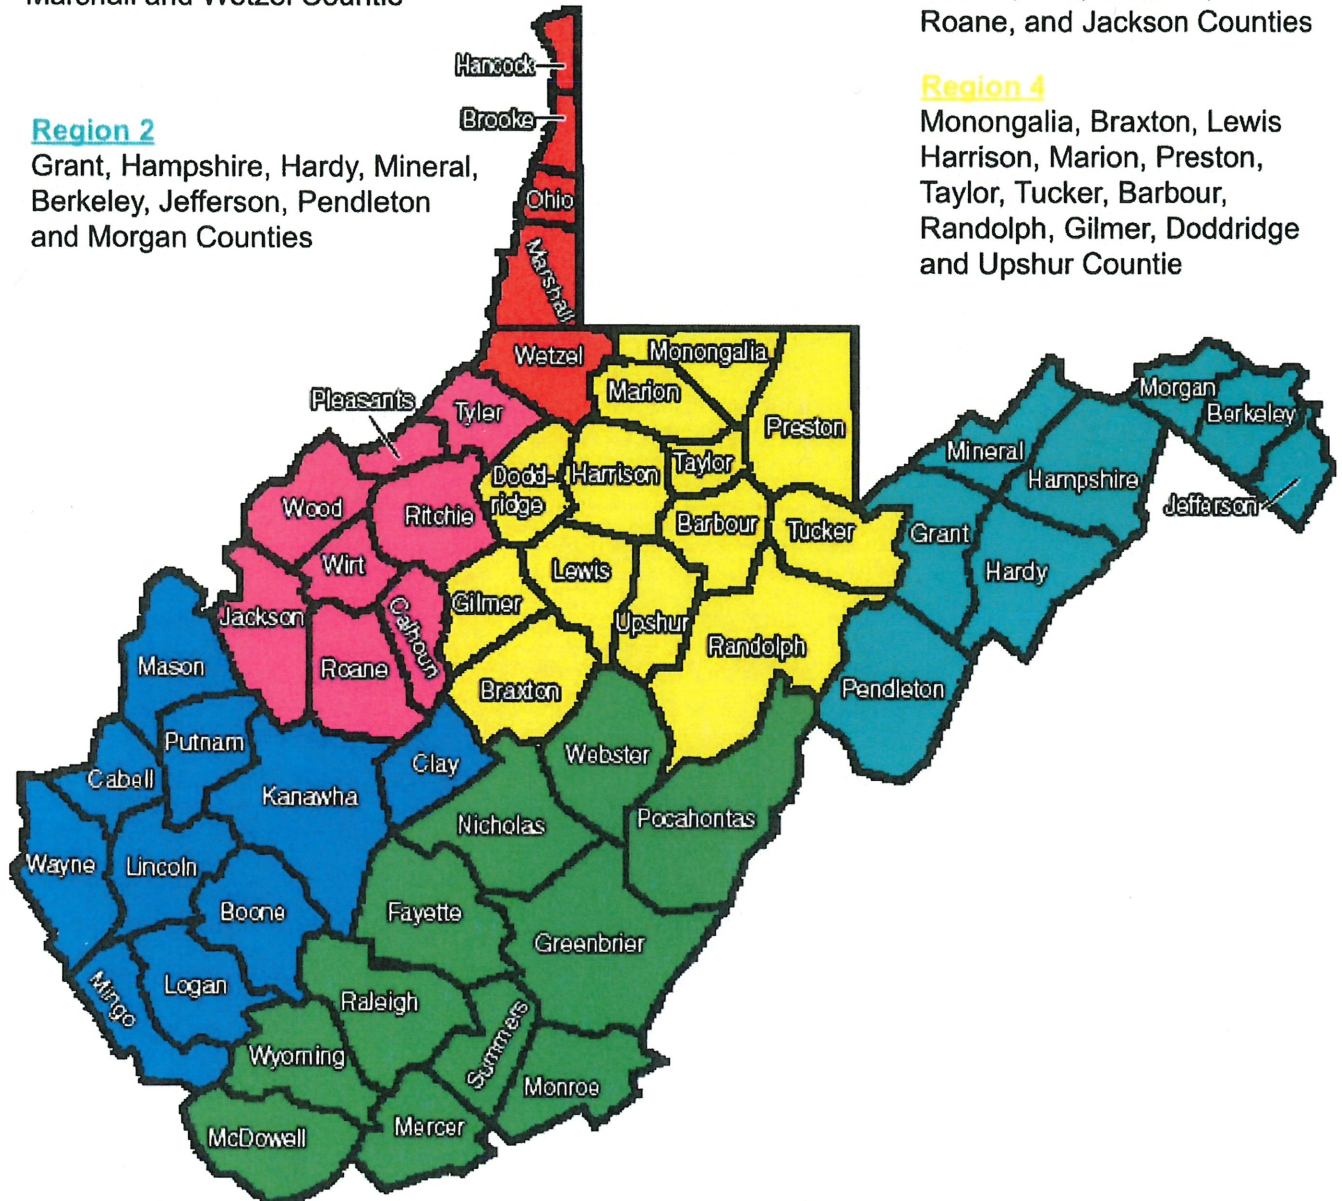 Marshall and Wetzel Countie
Region 2
Grant, Hampshire, Hardy, Mineral,
Berkeley, Jefferson, Pendleton
and Morgan Counties
Roane, and Jackson Counties
Region 4
Monongalia, Braxton, Lewis
Harrison, Marion, Preston,
Taylor, Tucker, Barbour,
Randolph, Gilmer, Doddridge
and Upshur Countie
Hancock
Brooke
Ohio
Marshall
Wetzel
Monongalia
Marion
Preston
Pleasants
Tyler
Morgan
Berkeley
Mineral
Hampshire
Jefferson
Dodd-
ridge
Harrison
Taylor
Wood
Ritchie
Barbour
Tucker
Grant
Hardy
Wirt
Lewis
Gilmer
Jackson
Calhoun
Upshur
Randolph
Mason
Roane
Braxton
Pendleton
Putnam
Clay
Webster
Cabell
Kanawha
Nicholas
Pocahontas
Wayne
Lincoln
Boone
Fayette
Greenbrier
Mingo
Logan
Raleigh
Summers
Wyoming
Monroe
McDowell
Mercer